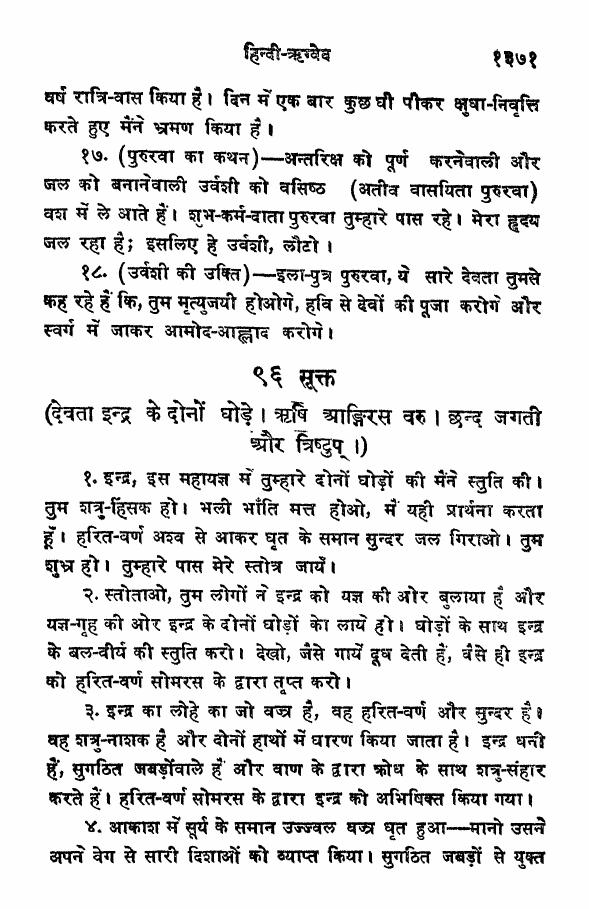 हिन्दी-ऋग्वेद १३७१
वर्ष रात्रि-वास किया है। दिन में एक बार कुछ घी पीकर क्षुधा-निवृत्ति
करते हुए मैंने भ्रमण किया है।
१७. (पुरुरवा का कथन)—अन्तरिक्ष को पूर्ण करनेवाली और
जल को बनानेवाली उर्वशी को वसिष्ठ (अतीव वासयिता पुरुरवा)
वश में ले आते हैं। शुभ-कर्म-दाता पुरुरवा तुम्हारे पास रहे। मेरा हृदय
जल रहा है; इसलिए हे उर्वशी, लौटो।
१८. (उर्वशी की उक्ति)—इला-पुत्र पुरुरवा, ये सारे देवता तुमसे
कह रहे हैं कि, तुम मृत्युजयी होओगे, हवि से देवों की पूजा करोगे और
स्वर्ग में जाकर आमोद-आह्लाद करोगे।
९६ सूक्त
(देवता इन्द्र के दोनों घोड़े। ऋषि आङ्गिरस वरु। छन्द जगती
और त्रिष्टुप्।)
१. इन्द्र, इस महायज्ञ में तुम्हारे दोनों घोड़ों की मैंने स्तुति की।
तुम शत्रु-हिंसक हो। भली भाँति मत्त होओ, मैं यही प्रार्थना करता
हूँ। हरित-वर्ण अश्व से आकर घृत के समान सुन्दर जल गिराओ। तुम
शुभ्र हो। तुम्हारे पास मेरे स्तोत्र जायँ।
२. स्तोताओ, तुम लोगों ने इन्द्र को यज्ञ की ओर बुलाया है और
यज्ञ-गृह की ओर इन्द्र के दोनों घोड़ों को लाये हो। घोड़ों के साथ इन्द्र
के बल-वीर्य की स्तुति करो। देखो, जैसे गायें दूध देती हैं, वैसे ही इन्द्र
को हरित-वर्ण सोमरस के द्वारा तृप्त करो।
३. इन्द्र का लोहे का जो वज्र है, वह हरित-वर्ण और सुन्दर है।
वह शत्रु-नाशक है और दोनों हाथों में धारण किया जाता है। इन्द्र धनी
हैं, सुगठित जबड़ोंवाले हैं और वाण के द्वारा क्रोध के साथ शत्रु-संहार
करते हैं। हरित-वर्ण सोमरस के द्वारा इन्द्र को अभिषिक्त किया गया।
४. आकाश में सूर्य के समान उज्ज्वल वज्र धृत हुआ—मानो उसने
अपने वेग से सारी दिशाओं को व्याप्त किया। सुगठित जबड़ों से युक्त